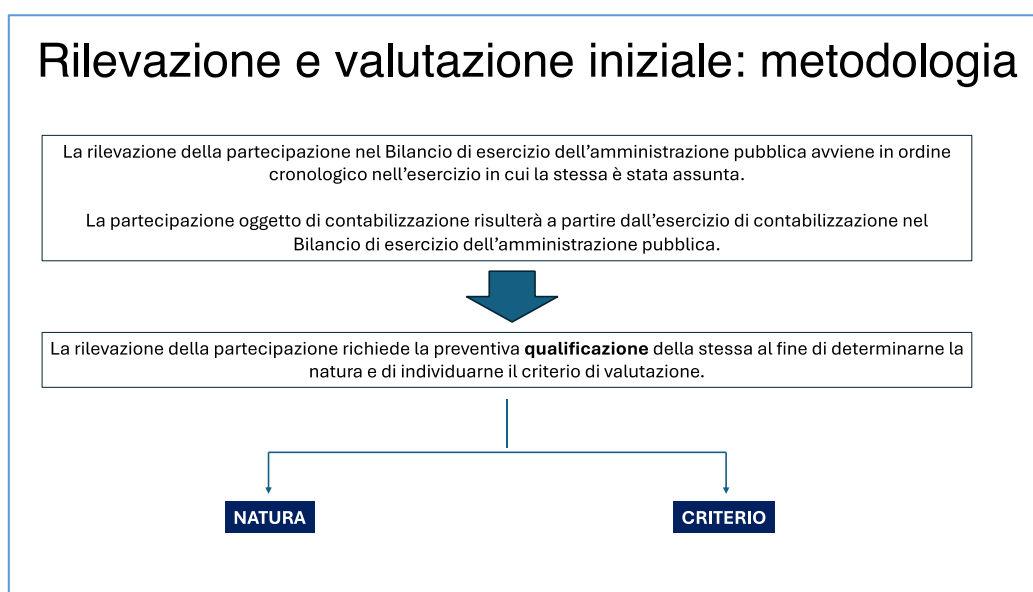 Rilevazione e valutazione iniziale: metodologia
La rilevazione della partecipazione nel Bilancio di esercizio dell’amministrazione pubblica avviene in ordine
cronologico nell’esercizio in cui la stessa è stata assunta.
La partecipazione oggetto di contabilizzazione risulterà a partire dall’esercizio di contabilizzazione nel
Bilancio di esercizio dell’amministrazione pubblica.
La rilevazione della partecipazione richiede la preventiva qualificazione della stessa al fine di determinarne la
natura e di individuarne il criterio di valutazione.
NATURA
CRITERIO